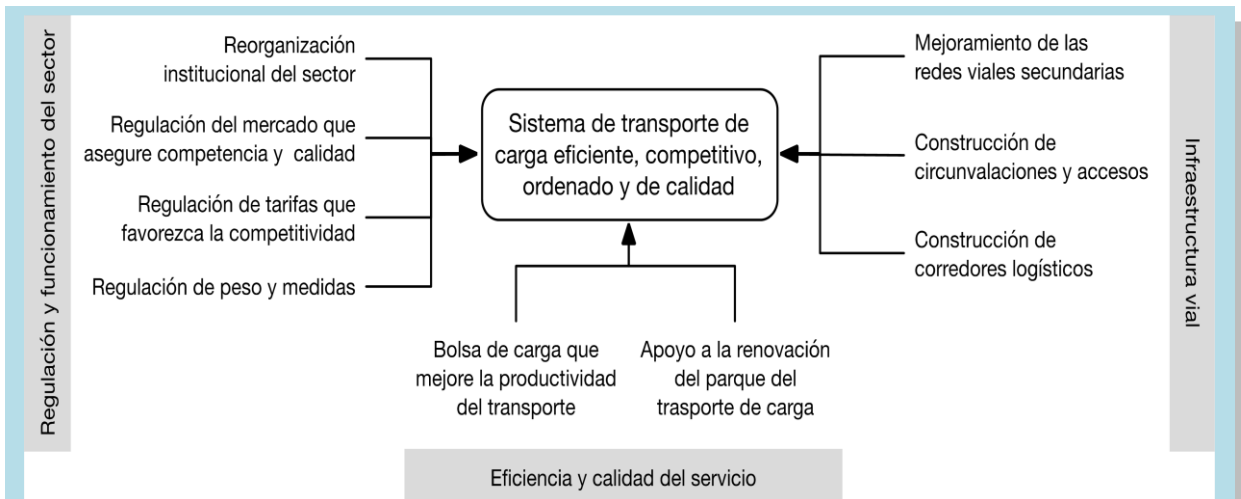 Regulación y funcionamiento del sector
Reorganización
institucional del sector
Regulación del mercado que
asegure competencia y calidad
Regulación de tarifas que
favorezca la competitividad
Regulación de peso y medidas
Sistema de transporte de
carga eficiente, competitivo,
ordenado y de calidad
Mejoramiento de las
redes viales secundarias
Construcción de
circunvalaciones y accesos
Construcción de
corredores logísticos
Infraestructura vial
Bolsa de carga que
mejore la productividad
del transporte
Apoyo a la renovación
del parque del
trasporte de carga
Eficiencia y calidad del servicio